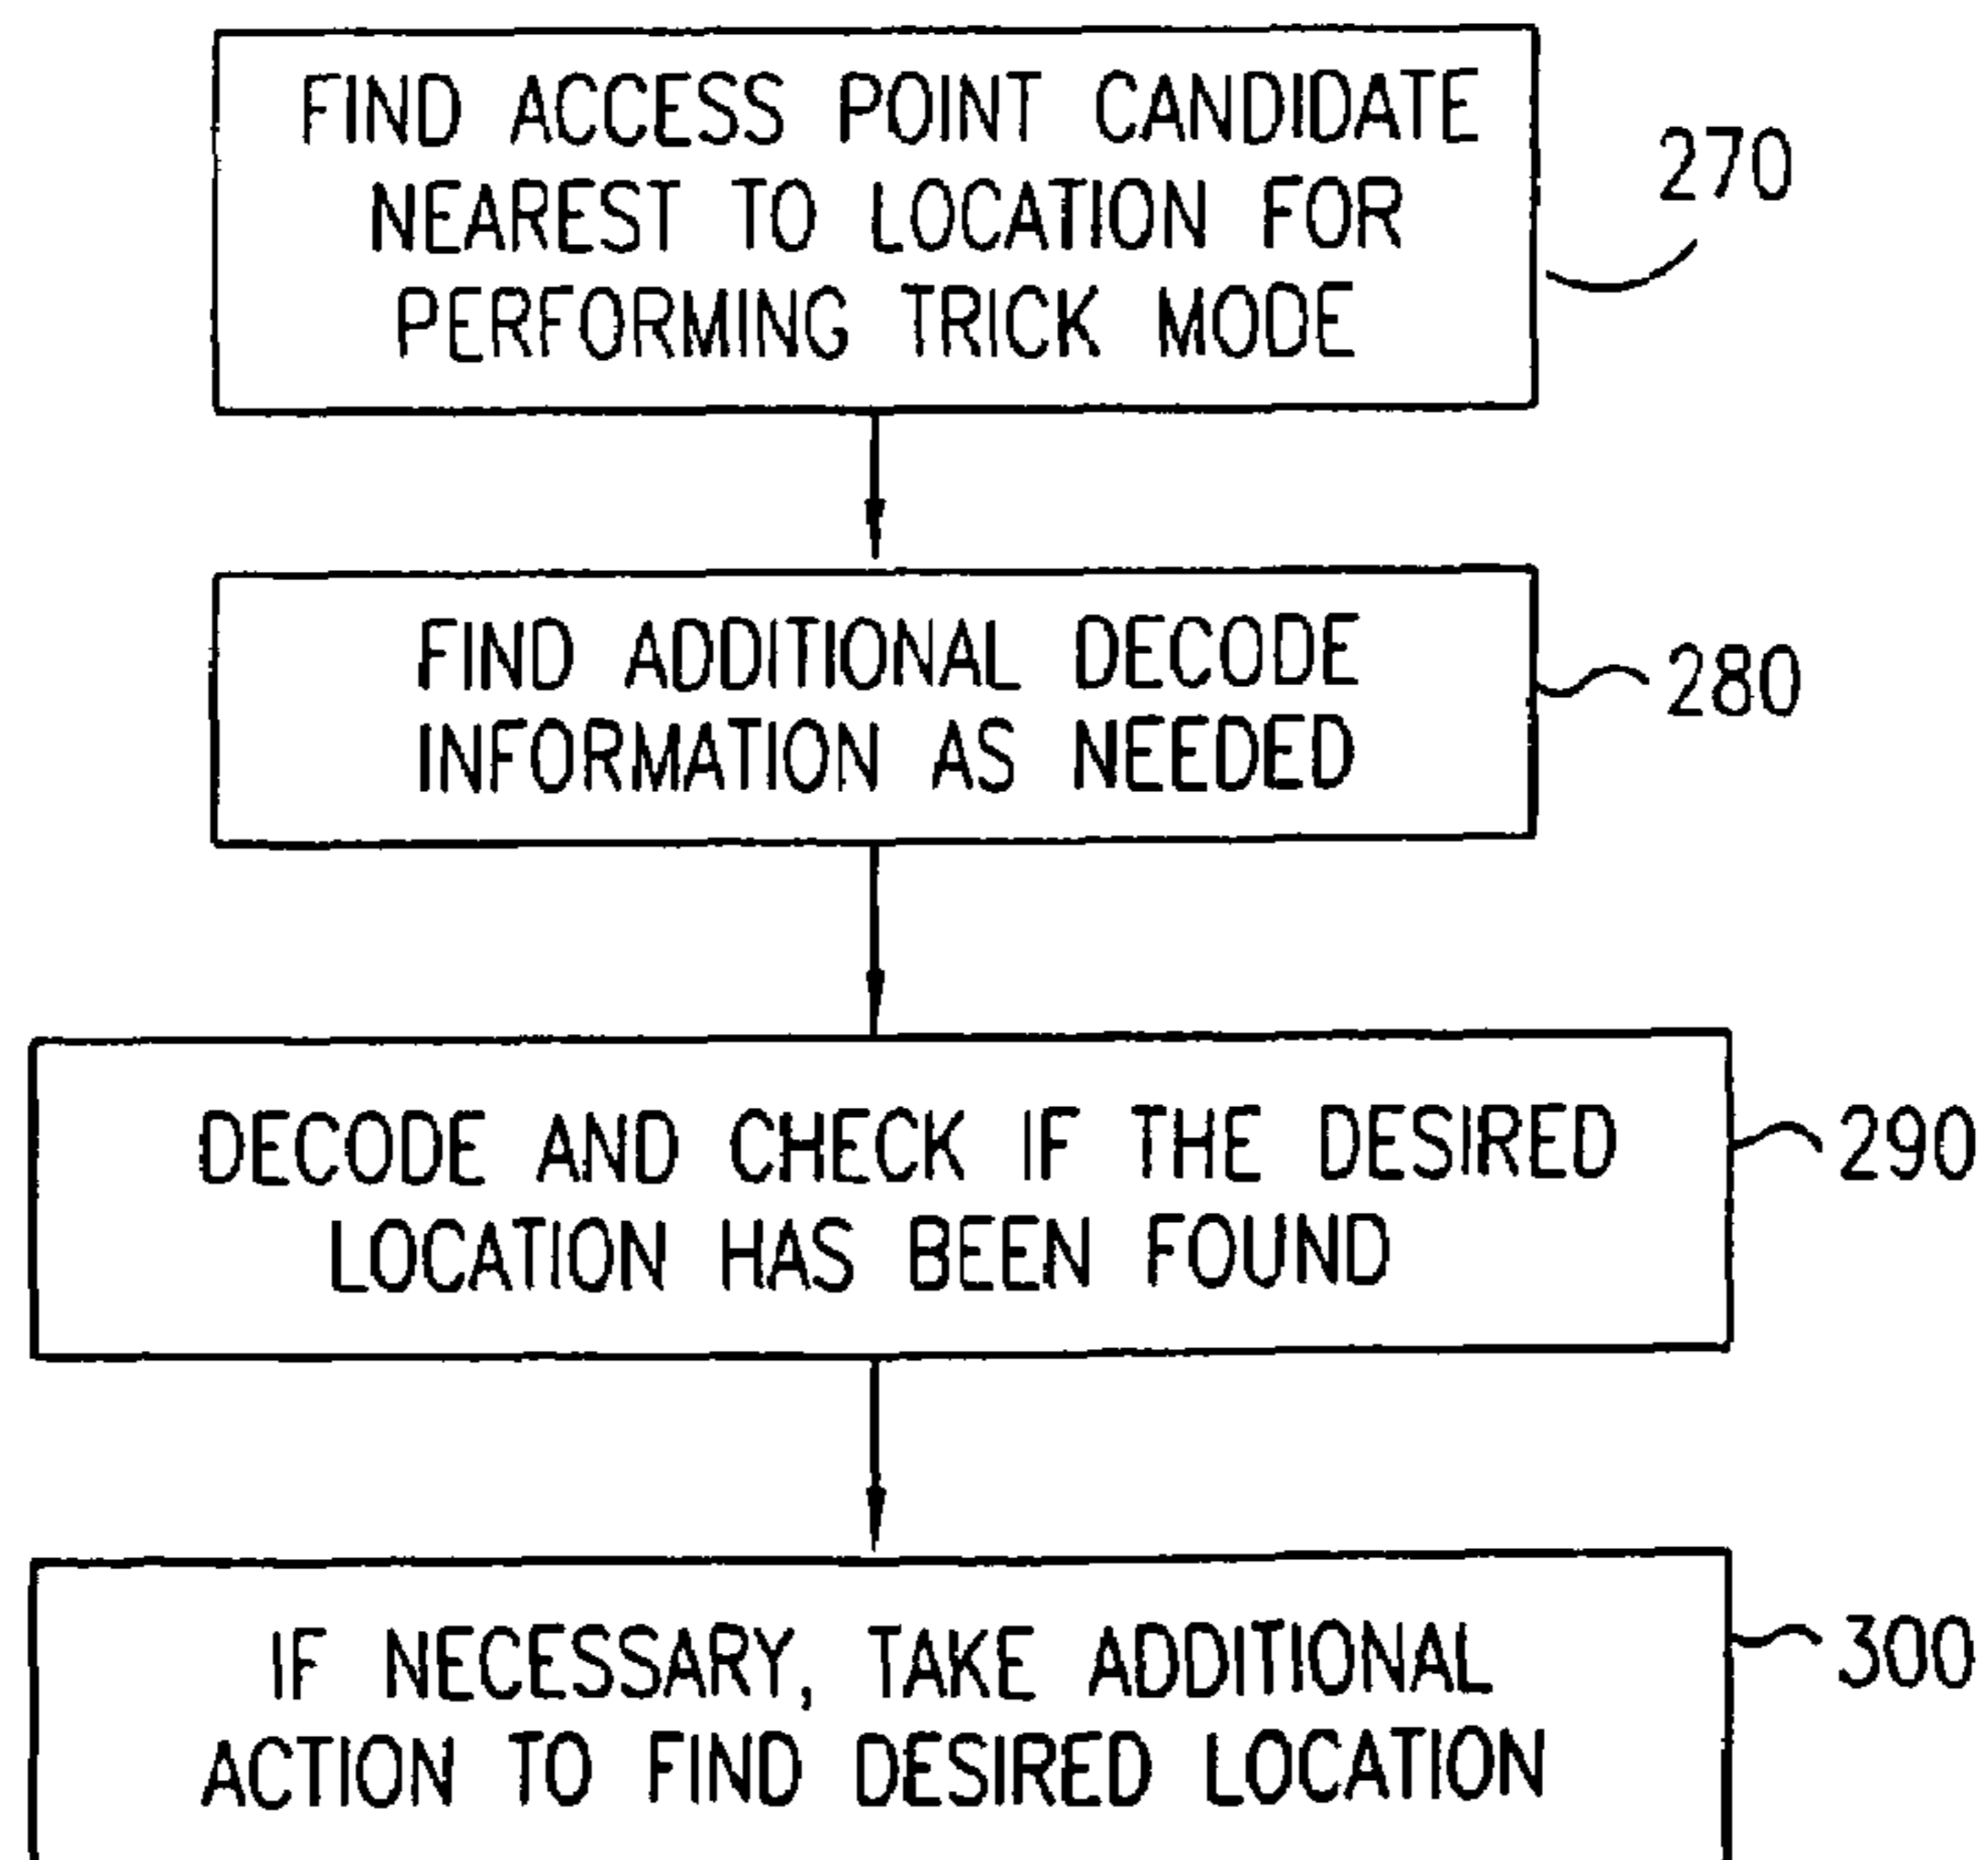 FIND ACCESS POINT CANDIDATE
NEAREST TO LOCATION FOR
PERFORMING TRICK MODE
270
FIND ADDITIONAL DECODE
INFORMATION AS NEEDED
280
DECODE AND CHECK IF THE DESIRED
LOCATION HAS BEEN FOUND
290
IF NECESSARY, TAKE ADDITIONAL
ACTION TO FIND DESIRED LOCATION
300